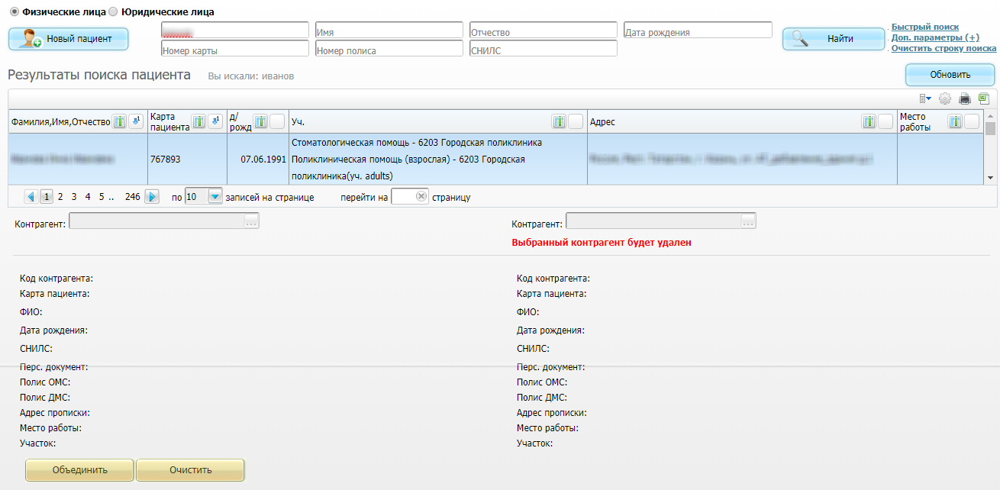 Физические лица Юридические лица
Новый пациент
Имя Отчество Дата рождения
Номер карты Номер полиса СНИЛС
Найти
Быстрый поиск
Доп. параметры (+)
Очистить строку поиска
Результаты поиска пациента Вы искали: иванов
Обновить
Фамилия,Имя,Отчество Карта пациента д/рожд Уч. Адрес Место работы
767893 07.06.1991
Стоматологическая помощь - 6203 Городская поликлиника
Поликлиническая помощь (взрослая) - 6203 Городская
поликлиника(уч. adults)
1 2 3 4 5 .. 246 по 10 записей на странице перейти на страницу
Контрагент: ... Контрагент: ...
Выбранный контрагент будет удален
Код контрагента: Код контрагента:
Карта пациента: Карта пациента:
ФИО: ФИО:
Дата рождения: Дата рождения:
СНИЛС: СНИЛС:
Перс. документ: Перс. документ:
Полис ОМС: Полис ОМС:
Полис ДМС: Полис ДМС:
Адрес прописки: Адрес прописки:
Место работы: Место работы:
Участок: Участок:
Объединить Очистить